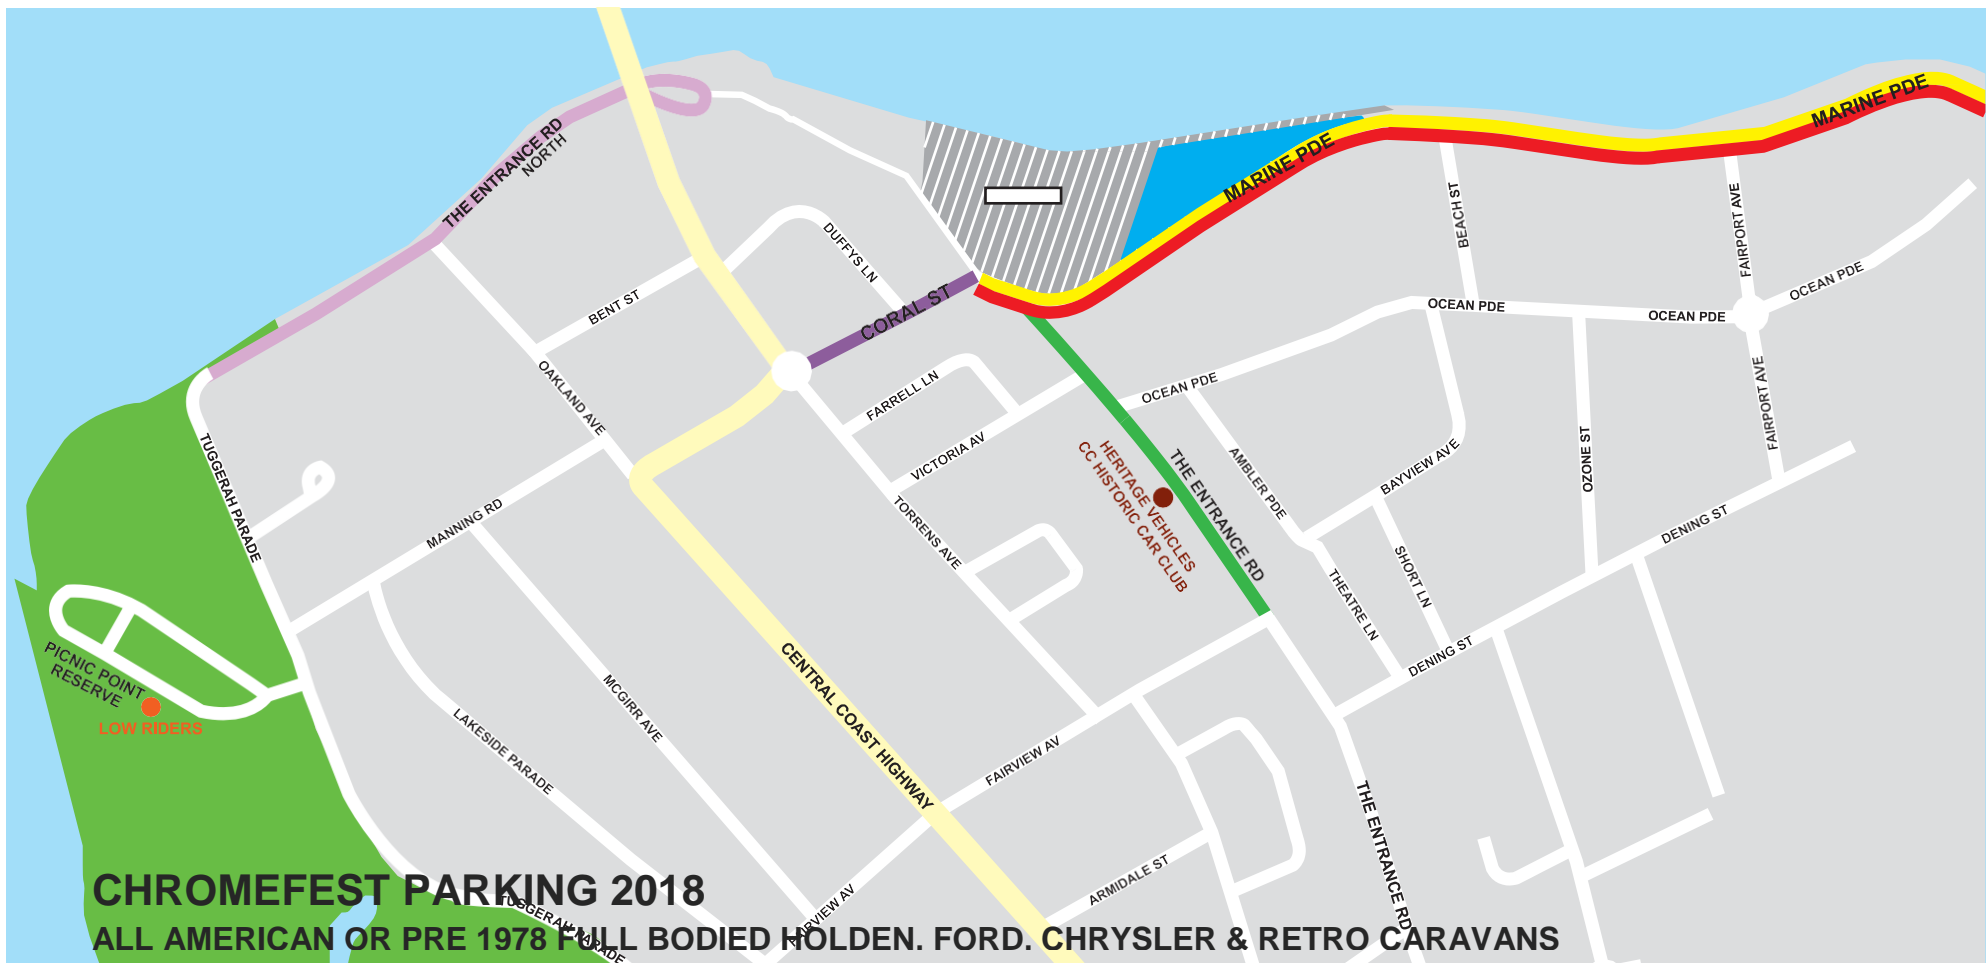 MARINE PDE
MARINE PDE
THE ENTRANCE RD
NORTH
BEACH ST
FAIRPORT AVE
DUFFYS LN
CORAL ST
BENT ST
OCEAN PDE
OCEAN PDE
OCEAN PDE
OCEAN PDE
OAKLAND AVE
FARRELL LN
VICTORIA AV
FAIRPORT AVE
TUGGERAH PARADE
MANNING RD
TORRENS AVE
HERITAGE VEHICLES
CC HISTORIC CAR CLUB
THE ENTRANCE RD
AMBLER PDE
BAYVIEW AVE
OZONE ST
DENING ST
SHORT LN
THEATRE LN
DENING ST
PICNIC POINT
RESERVE
LOW RIDERS
LAKESIDE PARADE
MCGIRR AVE
CENTRAL COAST HIGHWAY
FAIRVIEW AV
THE ENTRANCE RD
ARMIDALE ST
FAIRVIEW AV
TUGGERAH PARADE
CHROMEFEST PARKING 2018
ALL AMERICAN OR PRE 1978 FULL BODIED HOLDEN. FORD. CHRYSLER & RETRO CARAVANS